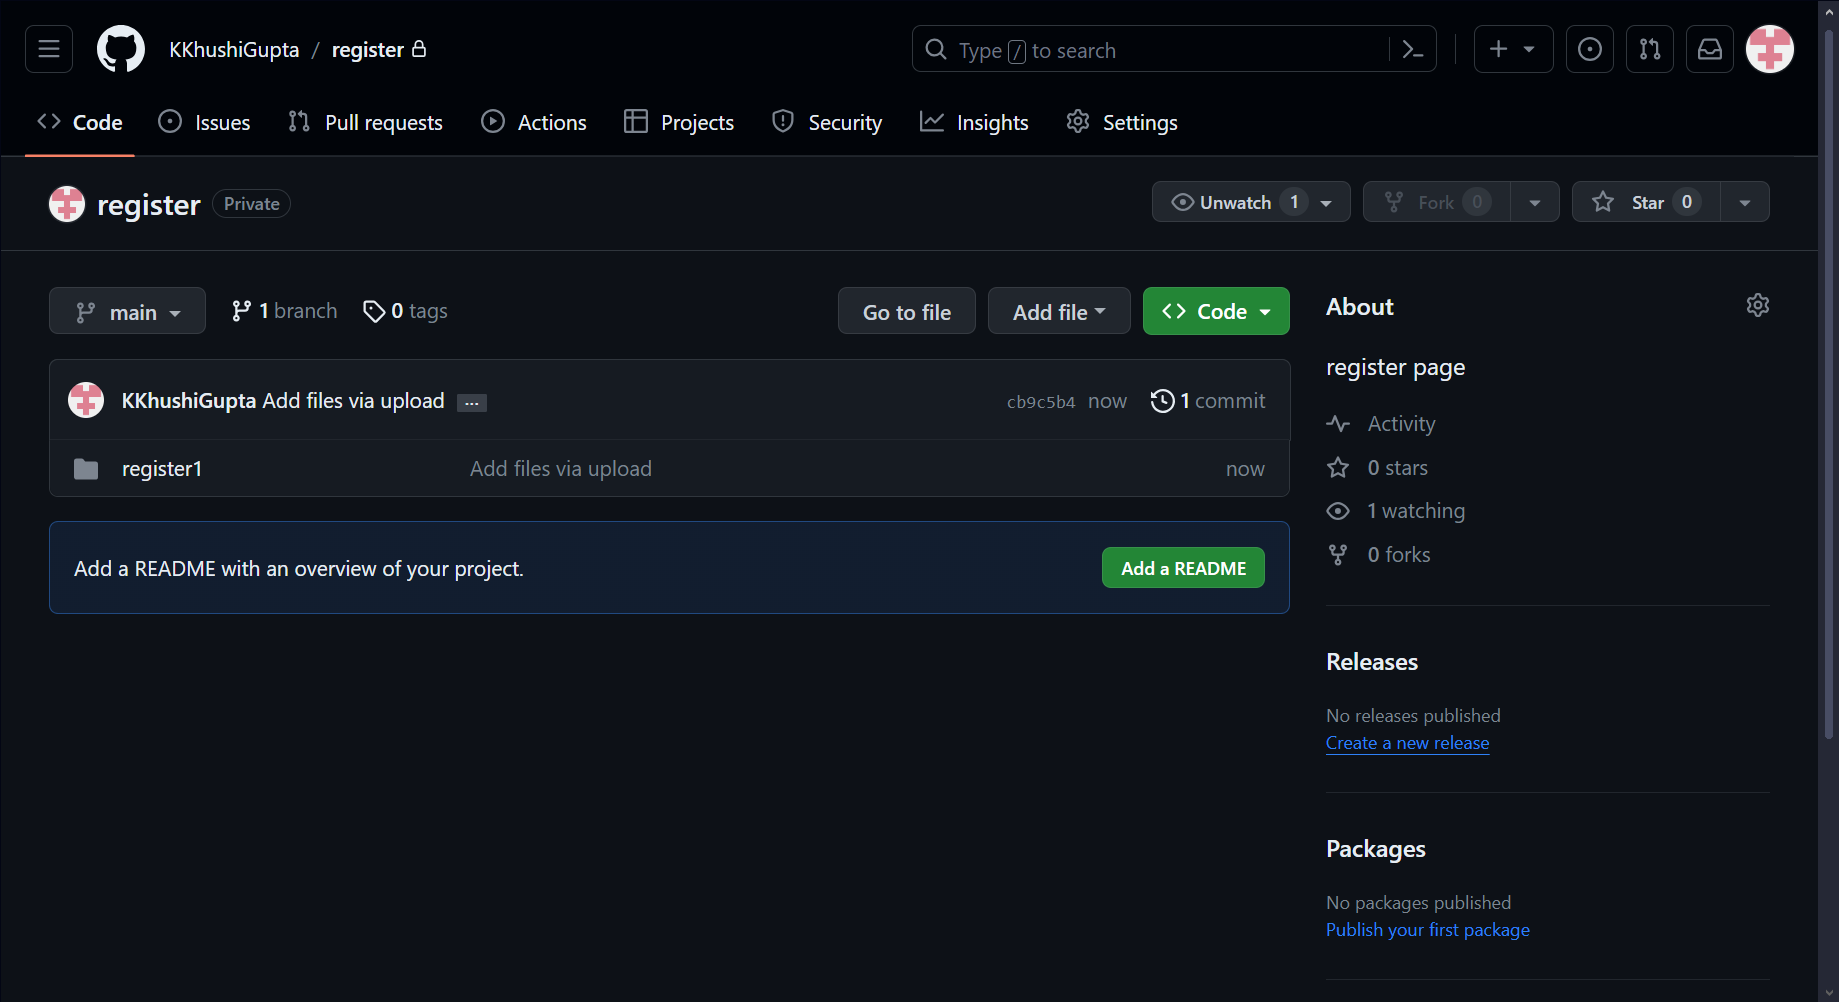 KKhushiGupta / register
Type / to search
Code
Issues
Pull requests
Actions
Projects
Security
Insights
Settings
register Private
Unwatch 1
Fork 0
Star 0
main
1 branch
0 tags
Go to file
Add file
Code
KKhushiGupta Add files via upload ...
cb9c5b4 now
1 commit
register1
Add files via upload
now
Add a README with an overview of your project.
Add a README
About
register page
Activity
0 stars
1 watching
0 forks
Releases
No releases published
Create a new release
Packages
No packages published
Publish your first package